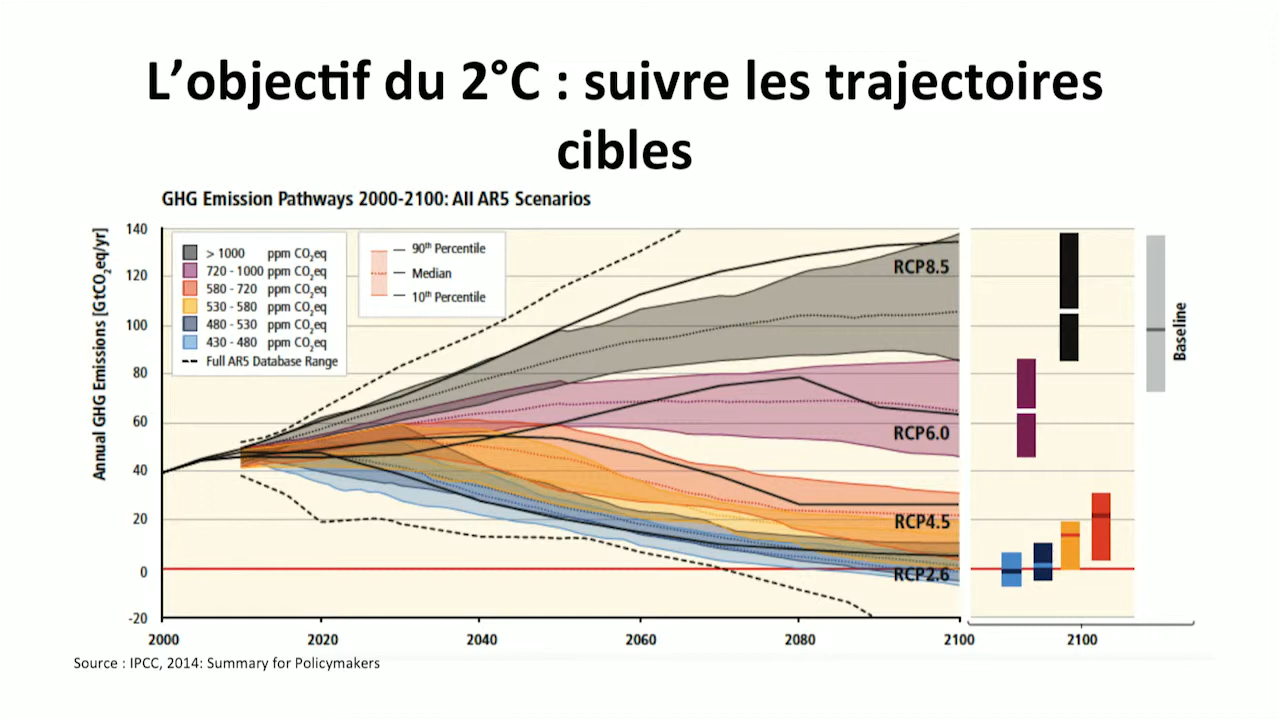 L’objectif du 2°C : suivre les trajectoires
cibles
GHG Emission Pathways 2000-2100: All AR5 Scenarios
Annual GHG Emissions [GtCO2eq/yr]
140
120
100
80
60
40
20
0
-20
> 1000 ppm CO2eq
720 - 1000 ppm CO2eq
580 - 720 ppm CO2eq
530 - 580 ppm CO2eq
480 - 530 ppm CO2eq
430 - 480 ppm CO2eq
Full AR5 Database Range
90th Percentile
Median
10th Percentile
RCP8.5
RCP6.0
RCP4.5
RCP2.6
Baseline
2000 2020 2040 2060 2080 2100 2100
Source : IPCC, 2014: Summary for Policymakers